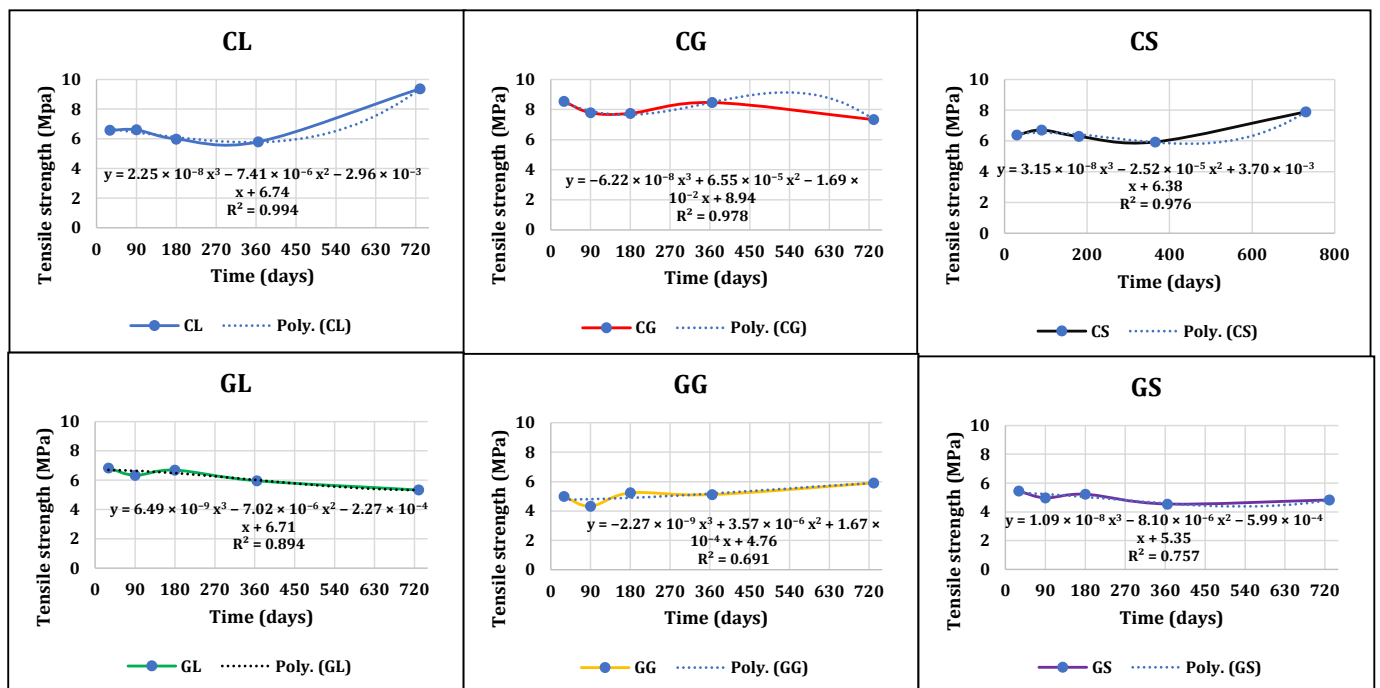 CL
Tensile strength (Mpa)
10
8
6
4
2
0
y = 2.25 × 10⁻⁸ x³ − 7.41 × 10⁻⁶ x² − 2.96 × 10⁻³
x + 6.74
R² = 0.994
0 90 180 270 360 450 540 630 720
Time (days)
CL Poly. (CL)
CG
Tensile strength (MPa)
10
8
6
4
2
0
y = −6.22 × 10⁻⁸ x³ + 6.55 × 10⁻⁵ x² − 1.69 ×
10⁻² x + 8.94
R² = 0.978
0 90 180 270 360 450 540 630 720
Time (days)
CG Poly. (CG)
CS
Tensile strength (MPa)
10
8
6
4
2
0
y = 3.15 × 10⁻⁸ x³ − 2.52 × 10⁻⁵ x² + 3.70 × 10⁻³
x + 6.38
R² = 0.976
0 200 400 600 800
Time (days)
CS Poly. (CS)
GL
Tensile strength (MPa)
10
8
6
4
2
0
y = 6.49 × 10⁻⁹ x³ − 7.02 × 10⁻⁶ x² − 2.27 × 10⁻⁴
x + 6.71
R² = 0.894
0 90 180 270 360 450 540 630 720
Time (days)
GL Poly. (GL)
GG
Tensile strength (MPa)
10
8
6
4
2
0
y = −2.27 × 10⁻⁹ x³ + 3.57 × 10⁻⁶ x² + 1.67 ×
10⁻⁴ x + 4.76
R² = 0.691
0 90 180 270 360 450 540 630 720
Time (days)
GG Poly. (GG)
GS
Tensile strength (MPa)
10
8
6
4
2
0
y = 1.09 × 10⁻⁸ x³ − 8.10 × 10⁻⁶ x² − 5.99 × 10⁻⁴
x + 5.35
R² = 0.757
0 90 180 270 360 450 540 630 720
Time (days)
GS Poly. (GS)